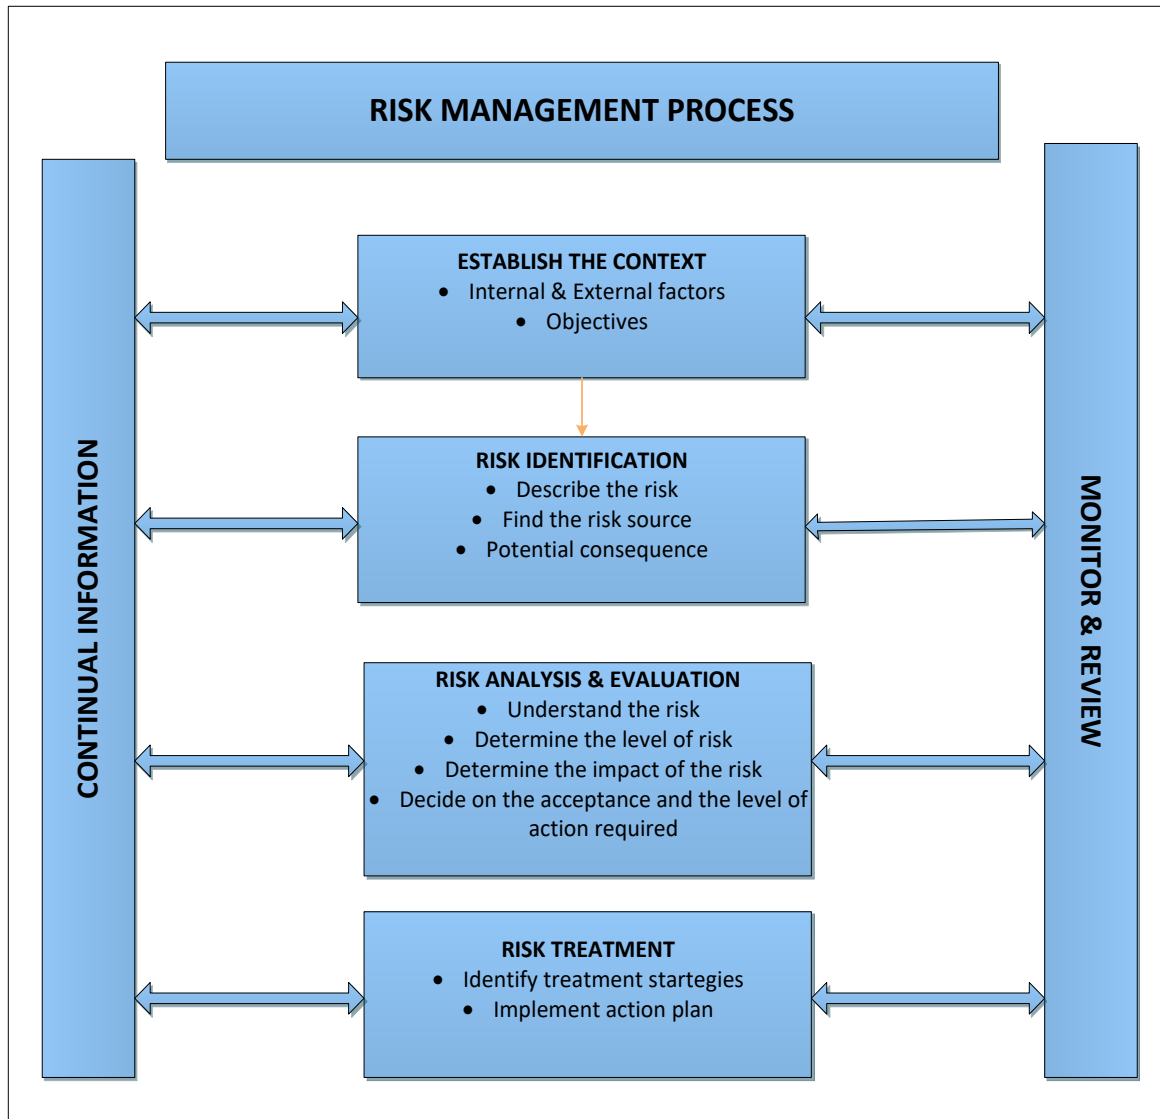 RISK MANAGEMENT PROCESS
CONTINUAL INFORMATION
ESTABLISH THE CONTEXT
• Internal & External factors
• Objectives
RISK IDENTIFICATION
• Describe the risk
• Find the risk source
• Potential consequence
RISK ANALYSIS & EVALUATION
• Understand the risk
• Determine the level of risk
• Determine the impact of the risk
• Decide on the acceptance and the level of
action required
RISK TREATMENT
• Identify treatment startegies
• Implement action plan
MONITOR & REVIEW